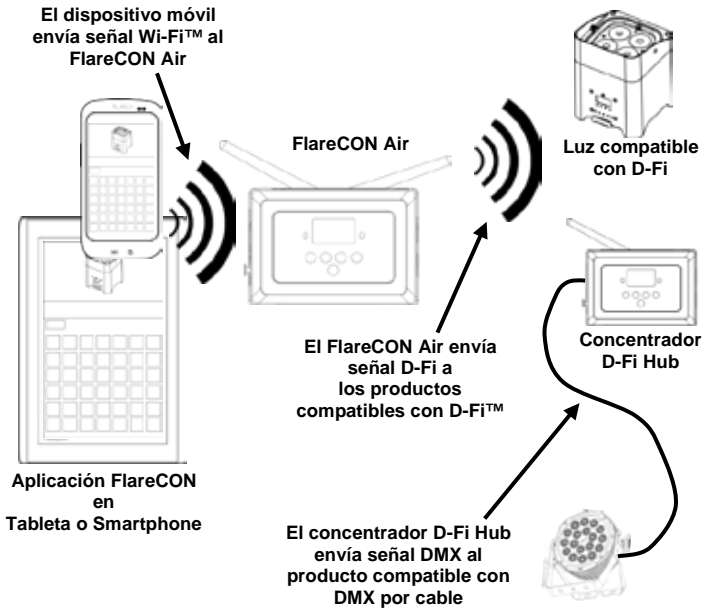 El dispositivo móvil
envía señal Wi-Fi™ al
FlareCON Air
FlareCON Air
Luz compatible
con D-Fi
El FlareCON Air envía
señal D-Fi a
los productos
compatibles con D-Fi™
Concentrador
D-Fi Hub
Aplicación FlareCON
en
Tableta o Smartphone
El concentrador D-Fi Hub
envía señal DMX al
producto compatible con
DMX por cable